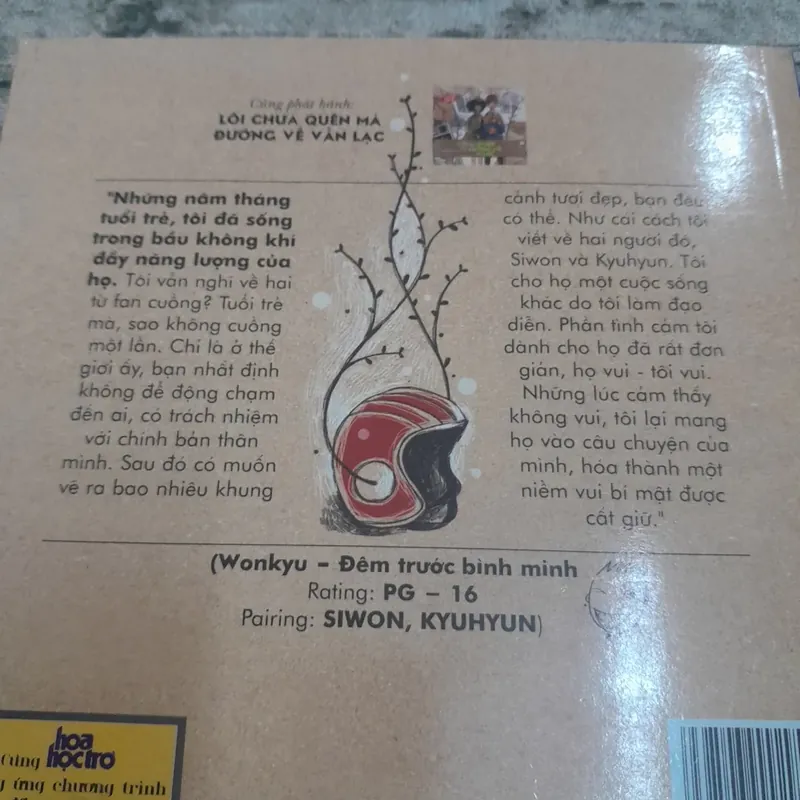 Cùng phát hành:
LỐI CHƯA QUÊN MÀ
ĐƯỜNG VỀ VẪN LẠC
"Những năm tháng
tuổi trẻ, tôi đã sống
trong bầu không khí
đầy năng lượng của
họ. Tôi vẫn nghĩ về hai
từ fan cuồng? Tuổi trẻ
mà, sao không cuồng
một lần. Chỉ là ở thế
giới ấy, bạn nhất định
không để động chạm
đến ai, có trách nhiệm
với chính bản thân
mình. Sau đó có muốn
vẽ ra bao nhiêu khung
cảnh tươi đẹp, bạn đều
có thể. Như cái cách tôi
viết về hai người đó,
Siwon và Kyuhyun. Tôi
cho họ một cuộc sống
khác do tôi làm đạo
diễn. Phần tình cảm tôi
dành cho họ đã rất đơn
giản, họ vui - tôi vui.
Những lúc cảm thấy
không vui, tôi lại mang
họ vào câu chuyện của
mình, hóa thành một
niềm vui bí mật được
cất giữ."
(Wonkyu – Đêm trước bình minh
Rating: PG – 16
Pairing: SIWON, KYUHYUN)
Cùng hoa học trò
ứng chương trình